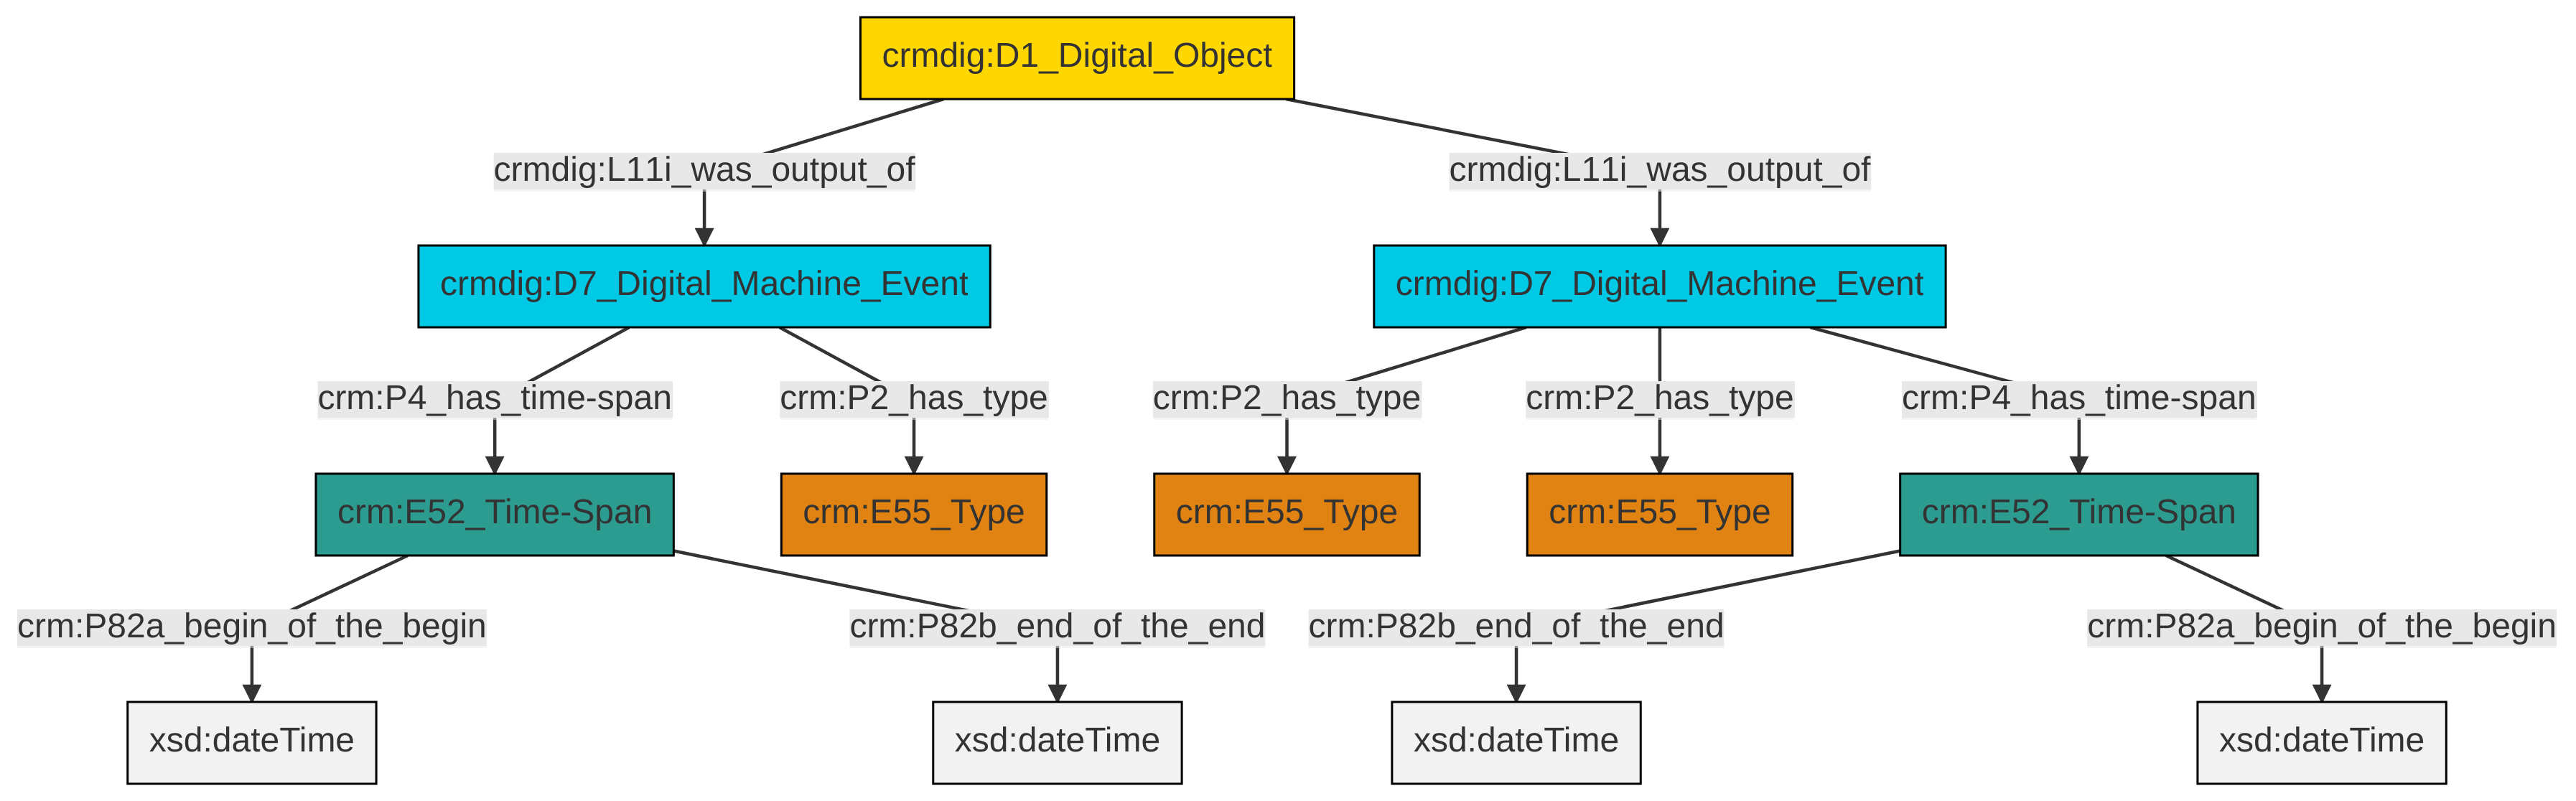 crmdig:D1_Digital_Object
crmdig:L11i_was_output_of
crmdig:L11i_was_output_of
crmdig:D7_Digital_Machine_Event
crmdig:D7_Digital_Machine_Event
crm:P4_has_time-span
crm:P2_has_type
crm:P2_has_type
crm:P2_has_type
crm:P4_has_time-span
crm:E52_Time-Span
crm:E55_Type
crm:E55_Type
crm:E55_Type
crm:E52_Time-Span
crm:P82a_begin_of_the_begin
crm:P82b_end_of_the_end
crm:P82b_end_of_the_end
crm:P82a_begin_of_the_begin
xsd:dateTime
xsd:dateTime
xsd:dateTime
xsd:dateTime